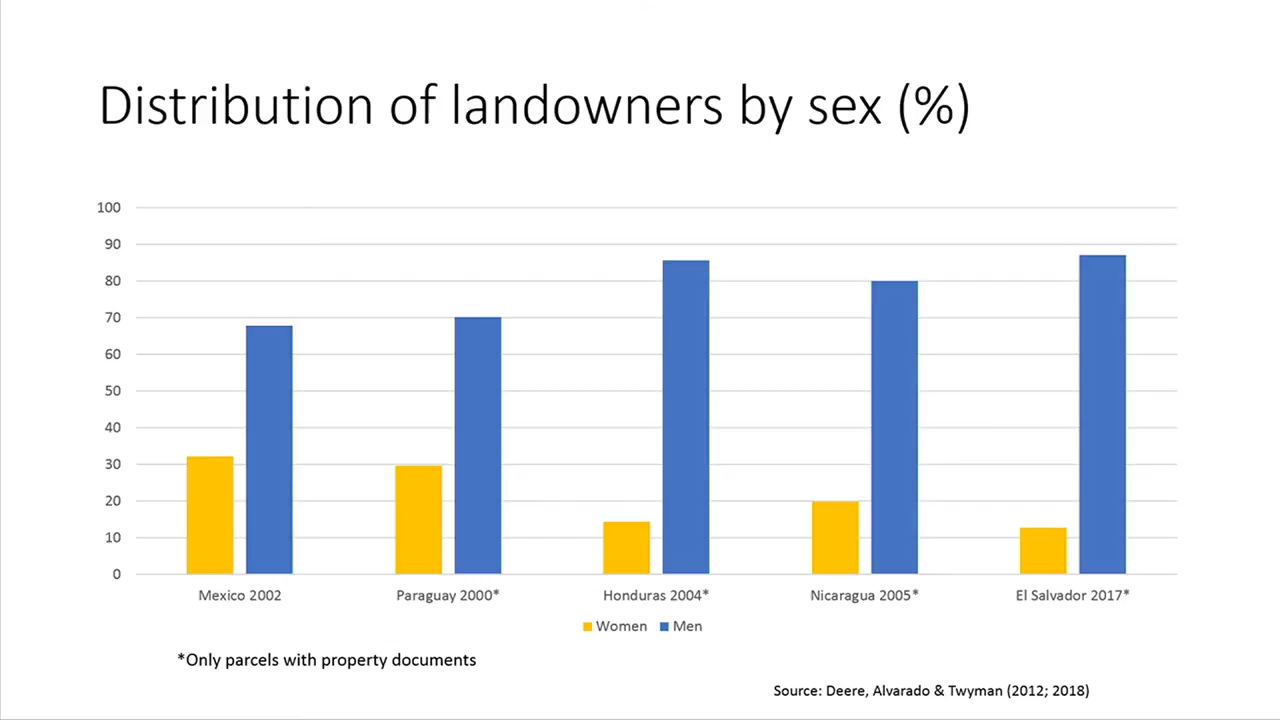 Distribution of landowners by sex (%)
100
90
80
70
60
50
40
30
20
10
0
Mexico 2002 Paraguay 2000* Honduras 2004* Nicaragua 2005* El Salvador 2017*
Women Men
*Only parcels with property documents
Source: Deere, Alvarado & Twyman (2012; 2018)